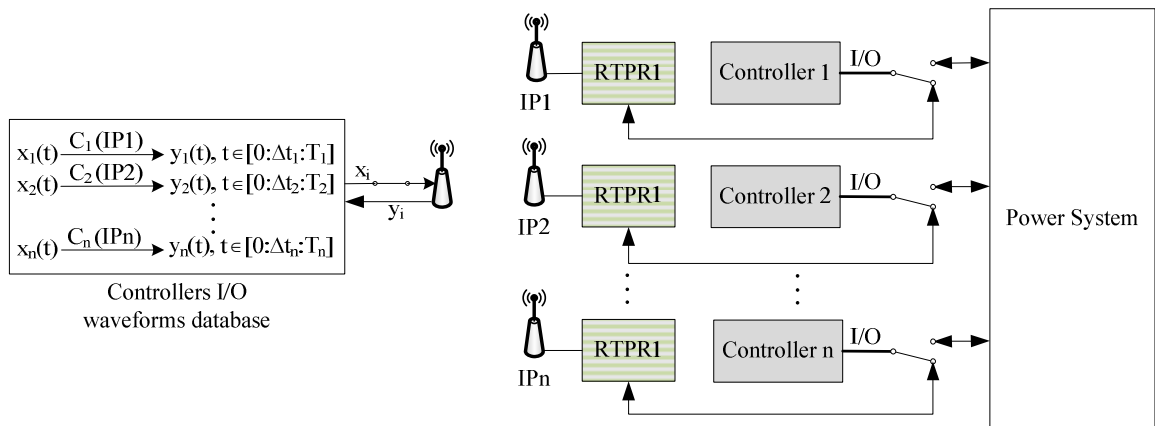 x₁(t) C₁(IP1) y₁(t), t∈[0:Δt₁:T₁]
x₂(t) C₂(IP2) y₂(t), t∈[0:Δt₂:T₂]
xₙ(t) Cₙ(IPn) yₙ(t), t∈[0:Δtₙ:Tₙ]
Controllers I/O
waveforms database
xᵢ
yᵢ
IP1
RTPR1
Controller 1
I/O
IP2
RTPR1
Controller 2
I/O
IPn
RTPR1
Controller n
I/O
Power System